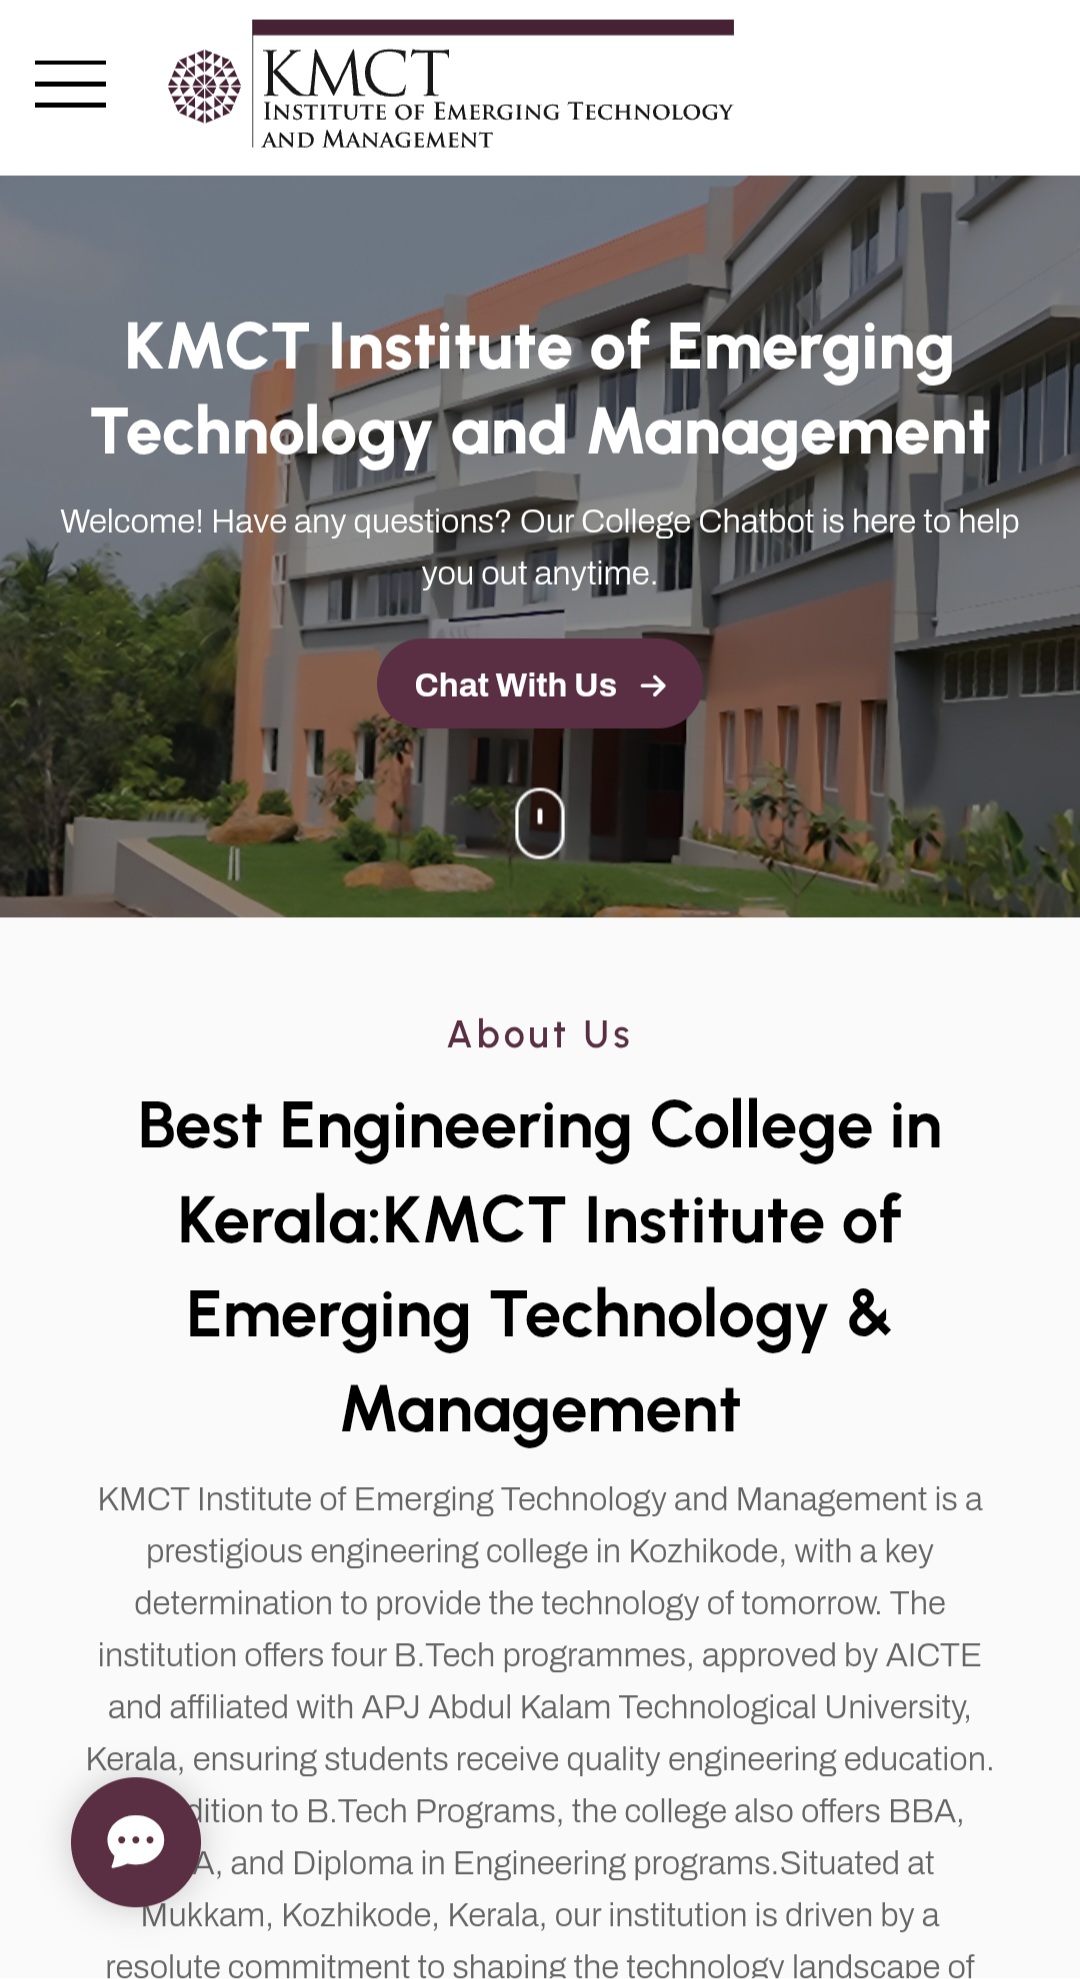 KMCT
INSTITUTE OF EMERGING TECHNOLOGY
AND MANAGEMENT
KMCT Institute of Emerging
Technology and Management
Welcome! Have any questions? Our College Chatbot is here to help
you out anytime.
Chat With Us →
About Us
Best Engineering College in
Kerala:KMCT Institute of
Emerging Technology &
Management
KMCT Institute of Emerging Technology and Management is a
prestigious engineering college in Kozhikode, with a key
determination to provide the technology of tomorrow. The
institution offers four B.Tech programmes, approved by AICTE
and affiliated with APJ Abdul Kalam Technological University,
Kerala, ensuring students receive quality engineering education.
to B.Tech Programs, the college also offers BBA,
and Diploma in Engineering programs.Situated at
Mukkam, Kozhikode, Kerala, our institution is driven by a
resolute commitment to shaping the technology landscape of